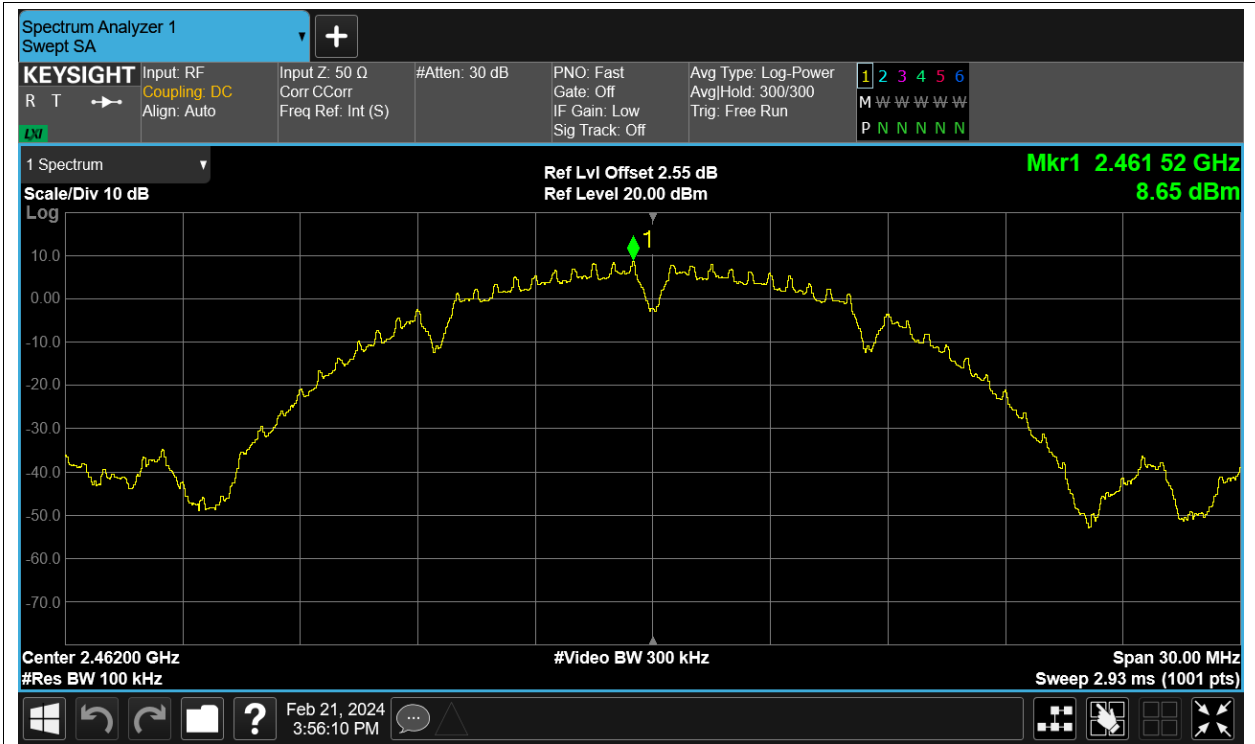 Spectrum Analyzer 1
Swept SA
KEYSIGHT
R T
LXI
Input: RF
Coupling: DC
Align: Auto
Input Z: 50 Ω
Corr CCorr
Freq Ref: Int (S)
#Atten: 30 dB
PNO: Fast
Gate: Off
IF Gain: Low
Sig Track: Off
Avg Type: Log-Power
Avg|Hold: 300/300
Trig: Free Run
1 2 3 4 5 6
M W W W W W
P N N N N N
1 Spectrum
Scale/Div 10 dB
Ref Lvl Offset 2.55 dB
Ref Level 20.00 dBm
Mkr1 2.461 52 GHz
8.65 dBm
Log
1
10.0
0.00
-10.0
-20.0
-30.0
-40.0
-50.0
-60.0
-70.0
Center 2.46200 GHz
#Res BW 100 kHz
#Video BW 300 kHz
Span 30.00 MHz
Sweep 2.93 ms (1001 pts)
?
Feb 21, 2024
3:56:10 PM